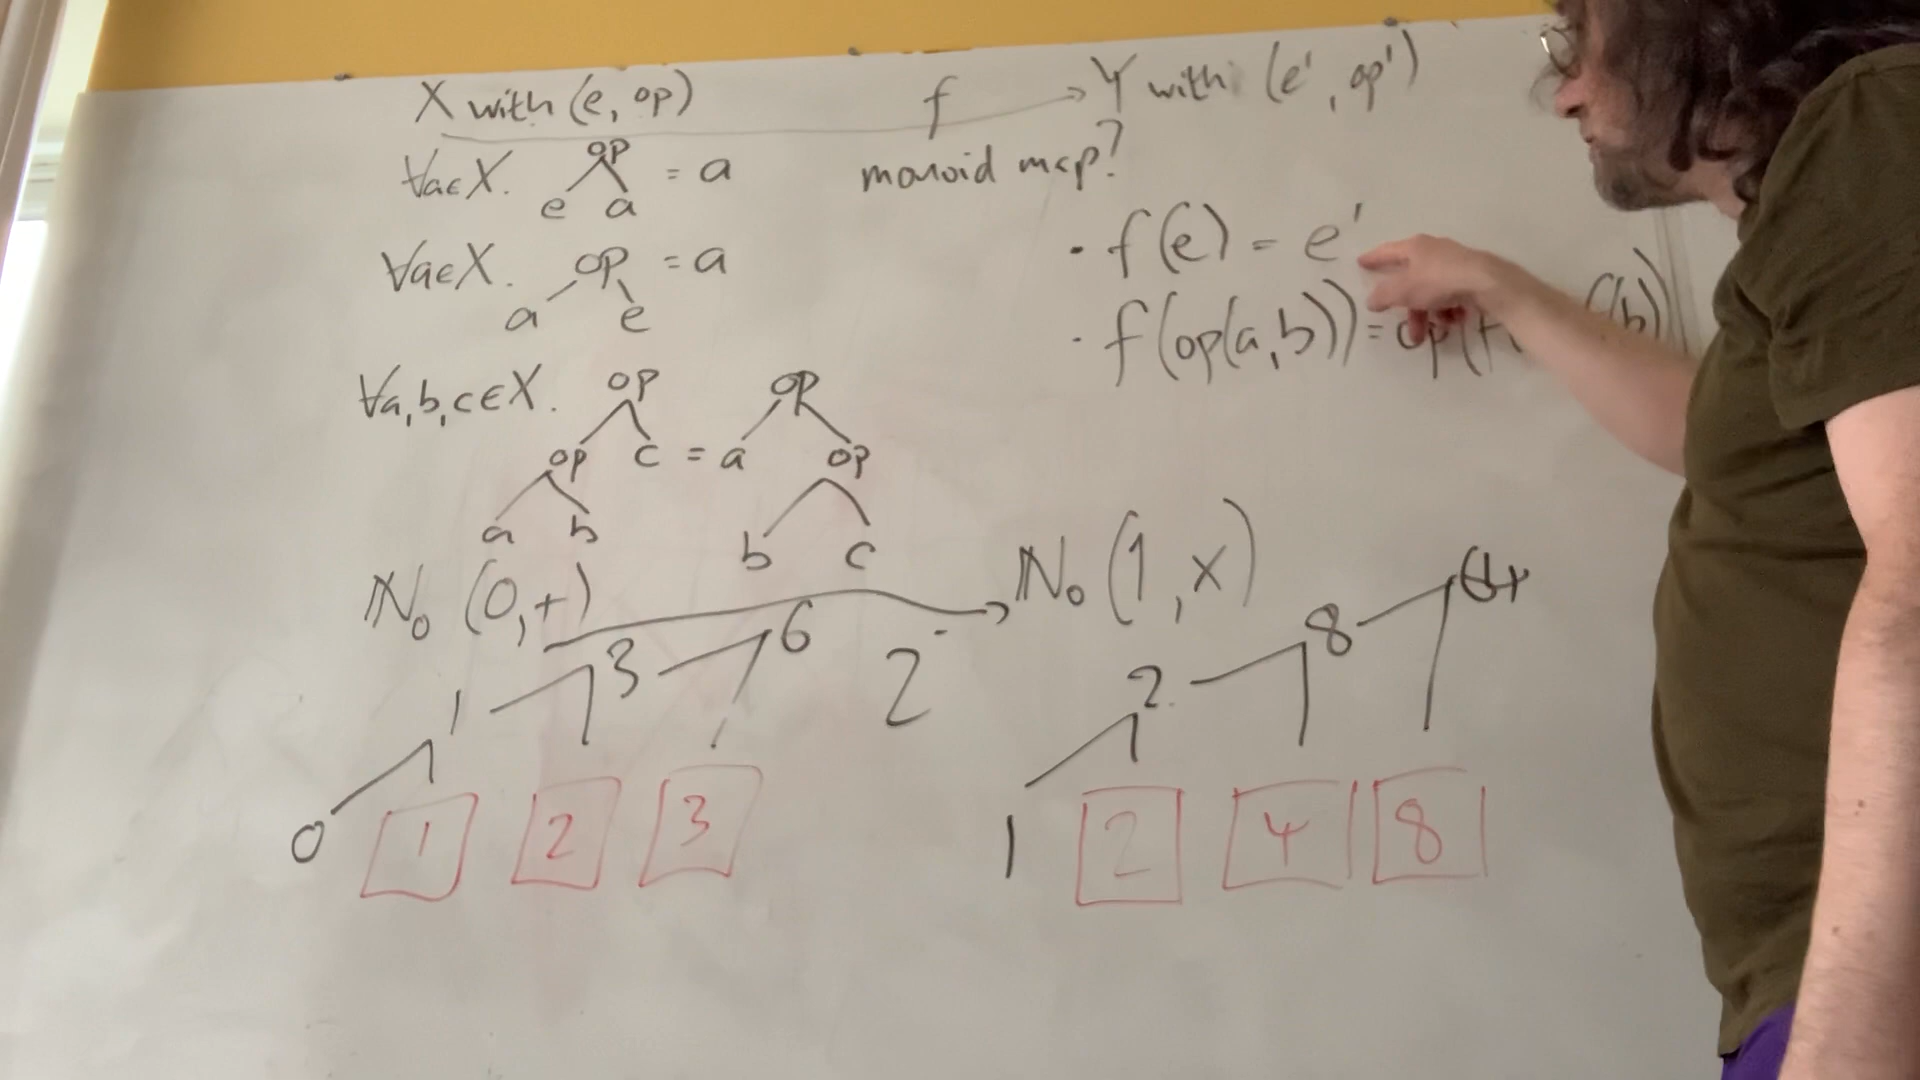 X with (e, op) f → Y with (e', op')
monoid map?
∀a∈X. op e a = a
∀a∈X. op a e = a
∀a,b,c∈X. op op c a b = op a op b c
· f(e) = e'
· f(op(a,b)) = op(f (b)
ℕ₀ (0,+) → ℕ₀ (1,×)
2
0 1 3 6
1 2 3
1 2 8 64
2 4 8